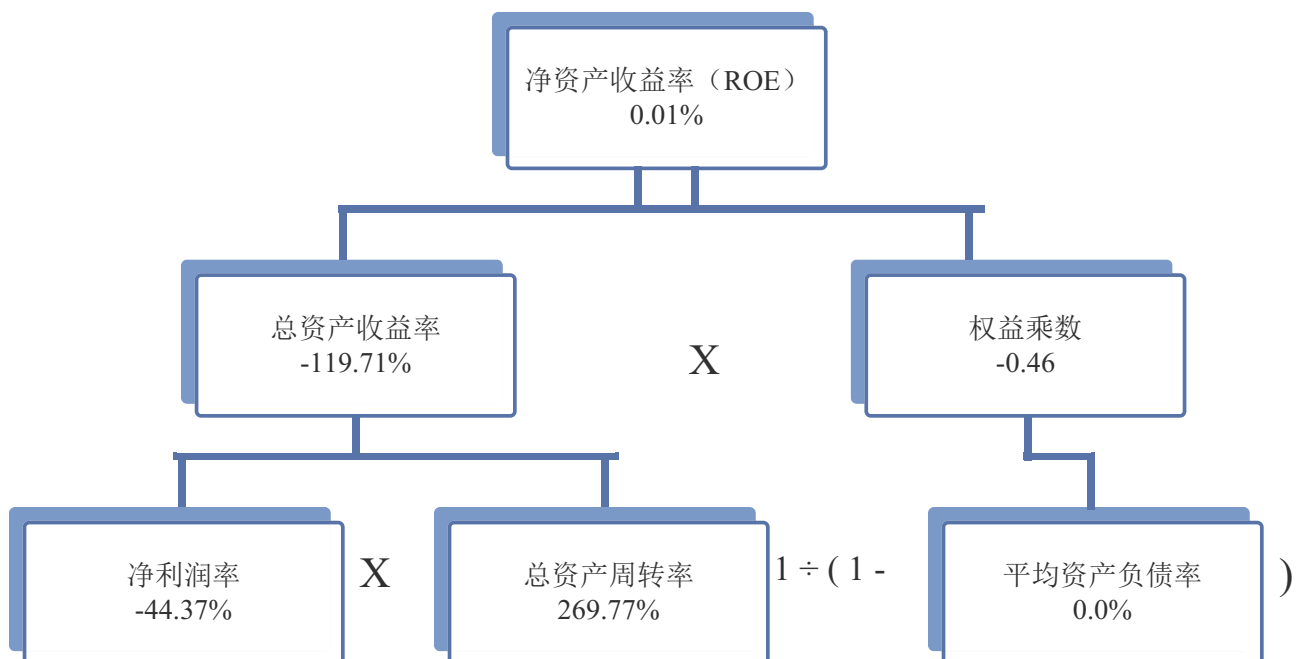 净资产收益率（ROE）
0.01%
总资产收益率
-119.71%
X
权益乘数
-0.46
净利润率
-44.37%
X
总资产周转率
269.77%
1 ÷ ( 1 -
平均资产负债率
0.0%
)